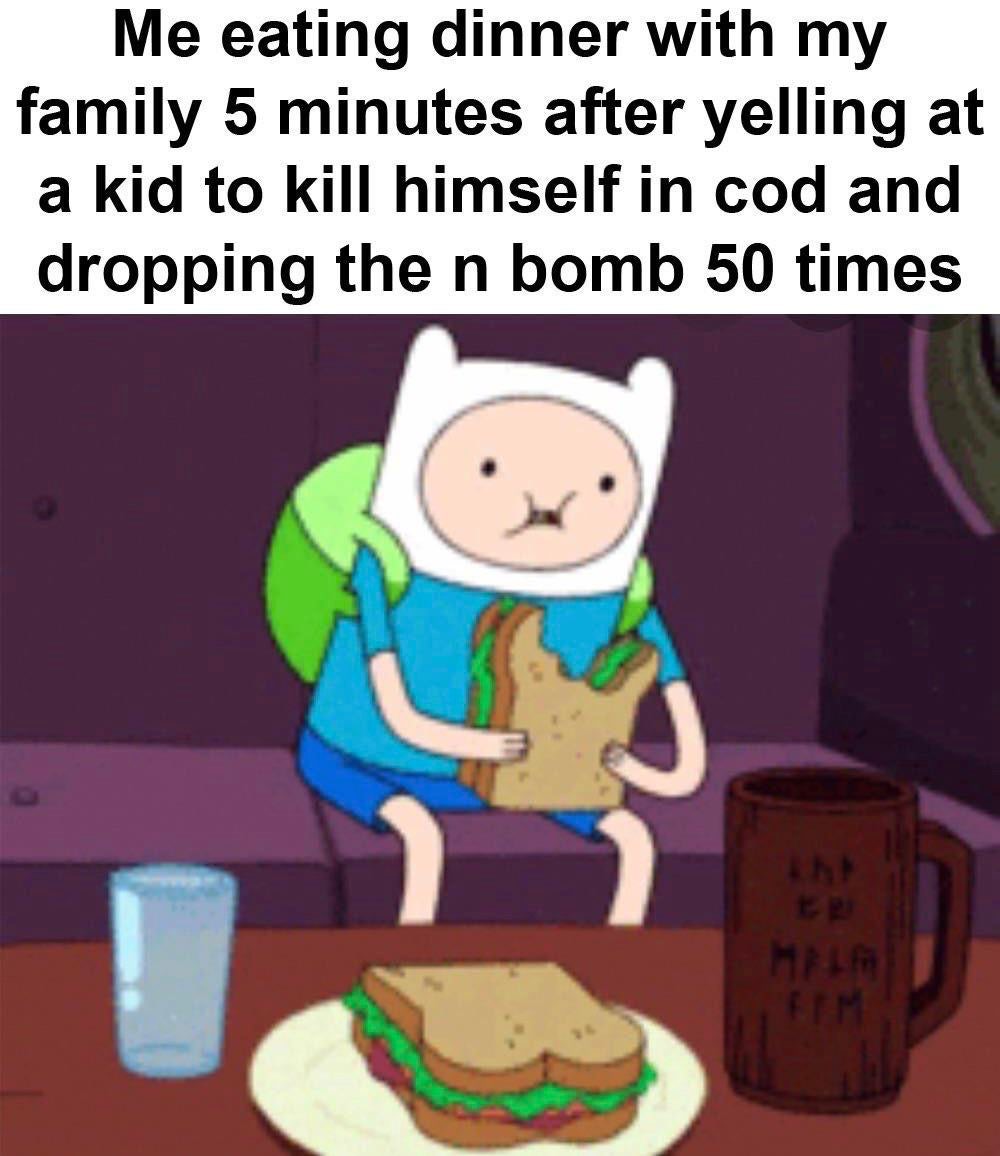 Me eating dinner with my
family 5 minutes after yelling at
a kid to kill himself in cod and
dropping the n bomb 50 times